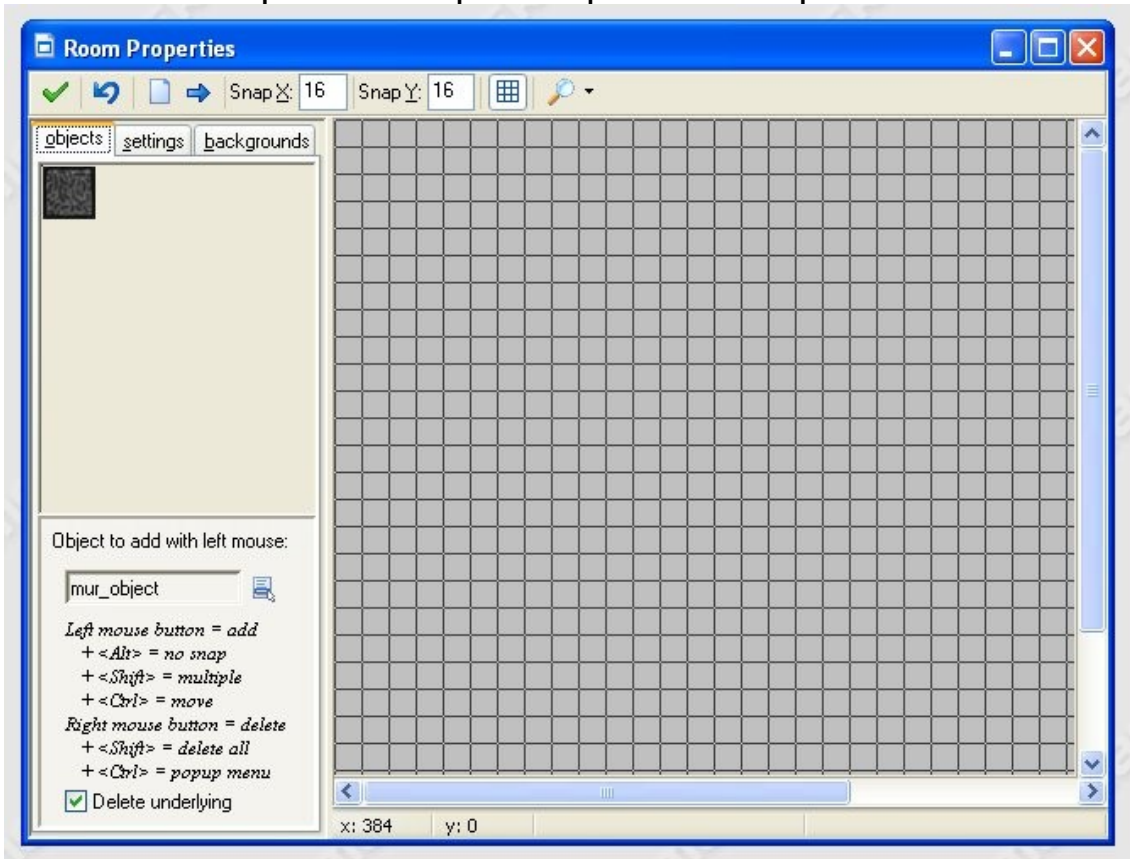 Room Properties
Snap X: 16 Snap Y: 16
objects settings backgrounds
Object to add with left mouse:
mur_object
Left mouse button = add
+ <Alt> = no snap
+ <Shift> = multiple
+ <Ctrl> = move
Right mouse button = delete
+ <Shift> = delete all
+ <Ctrl> = popup menu
Delete underlying
x: 384 y: 0